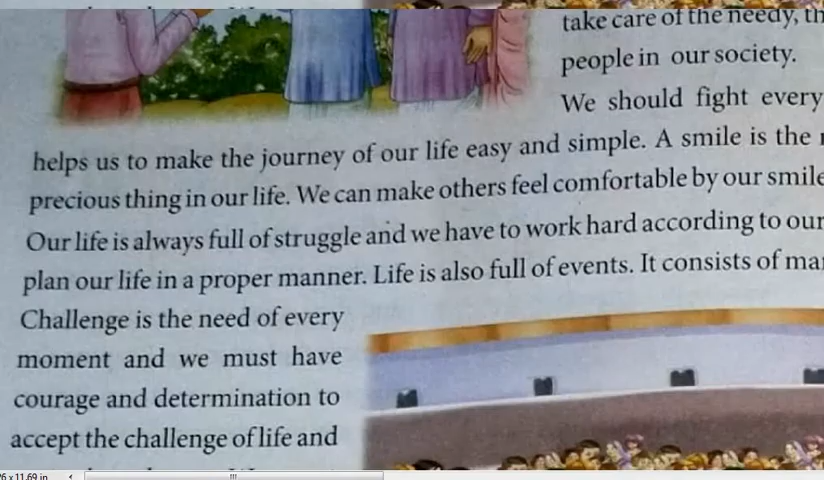 take care of the needy,
people in our society.
We should fight every
helps us to make the journey of our life easy and simple. A smile is the
precious thing in our life. We can make others feel comfortable by our smile
Our life is always full of struggle and we have to work hard according to our
plan our life in a proper manner. Life is also full of events. It consists of
Challenge is the need of every
moment and we must have
courage and determination to
accept the challenge of life and
x 11.69 in